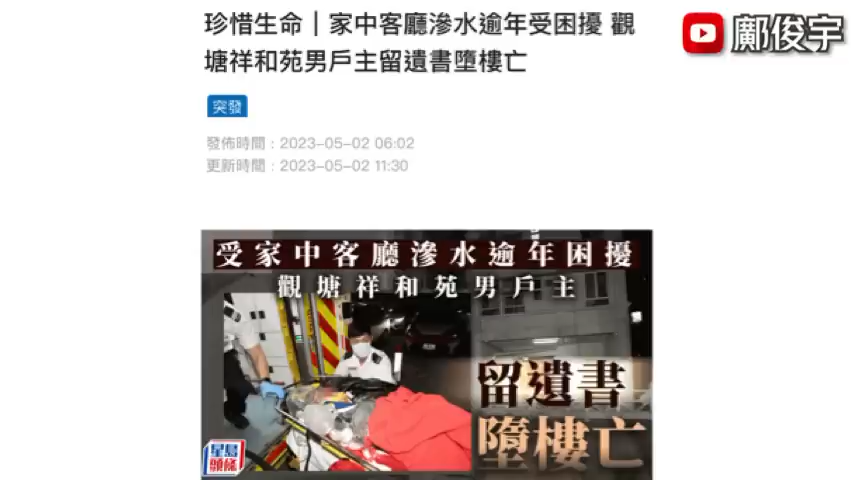 珍惜生命｜家中客廳滲水逾年受困擾 觀
塘祥和苑男戶主留遺書墮樓亡
鄺俊宇
突發
發佈時間：2023-05-02 06:02
更新時間：2023-05-02 11:30
受家中客廳滲水逾年困擾
觀塘祥和苑男戶主
留遺書
墮樓亡
星島
頭條